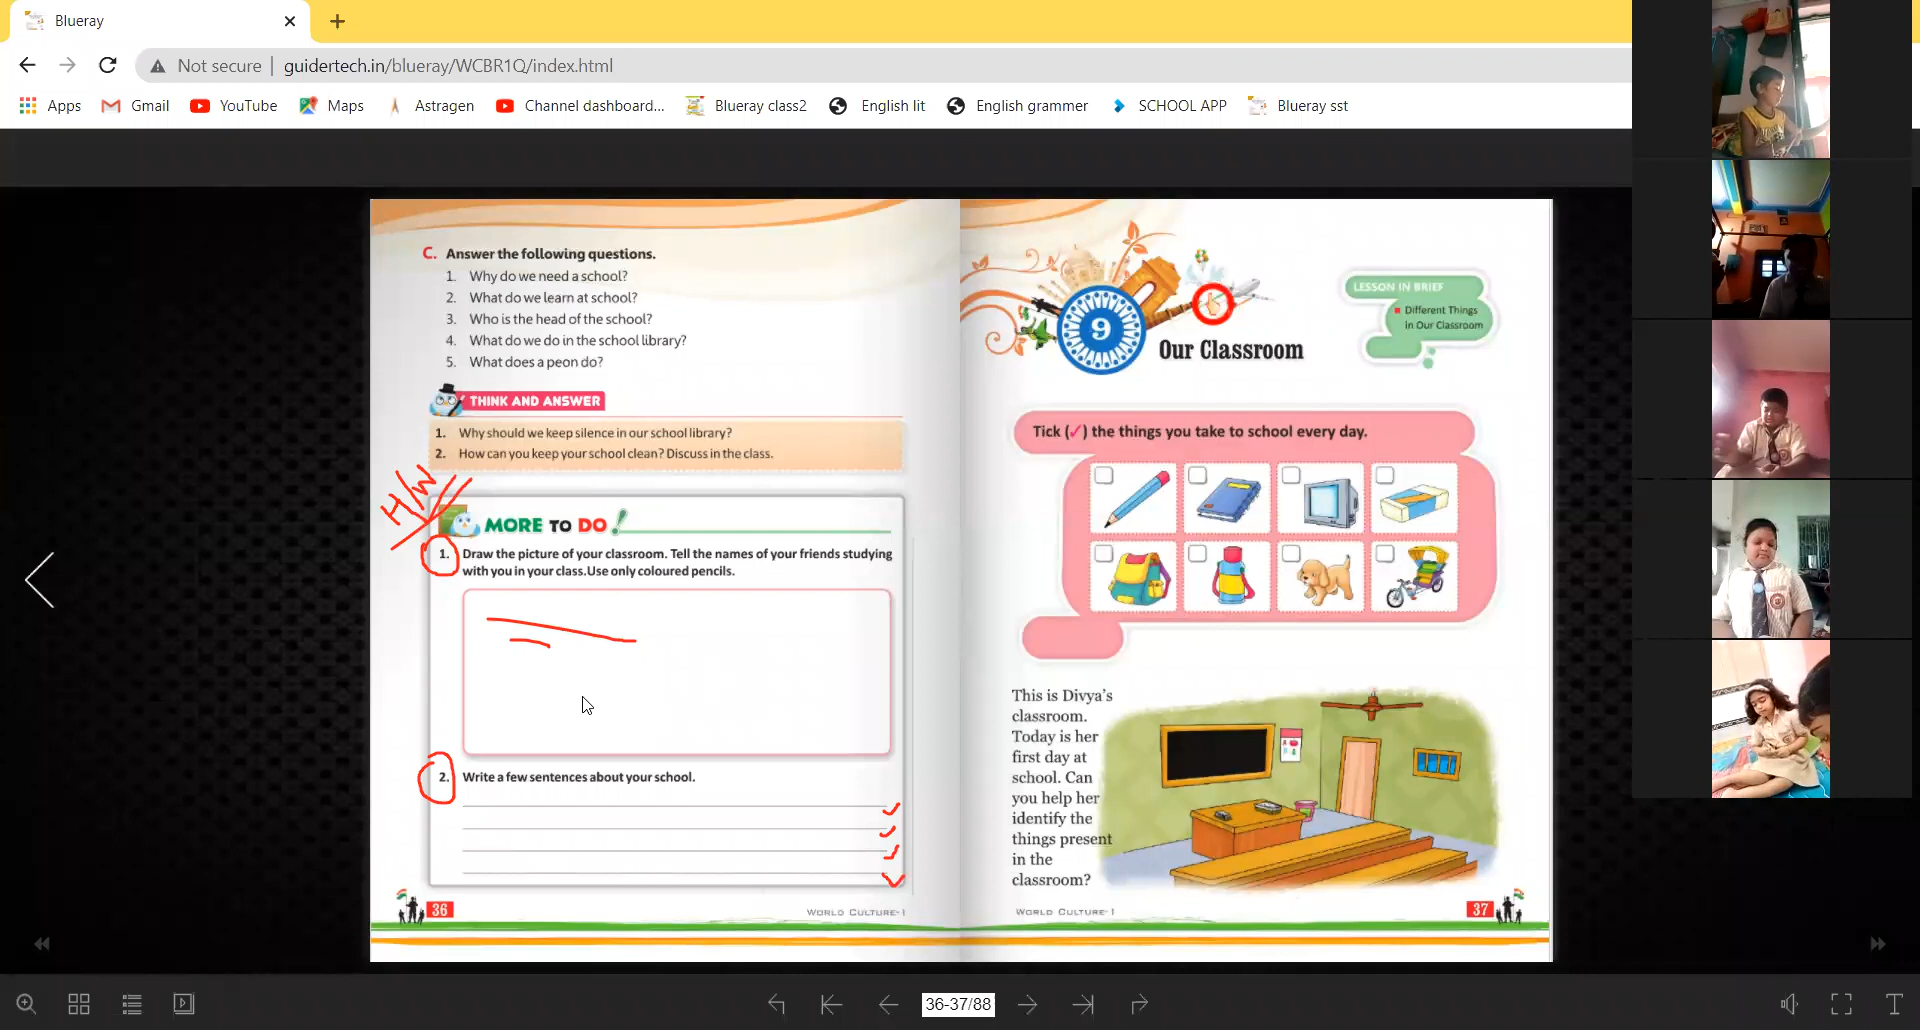 Blueray
Not secure | guidertech.in/blueray/WCBR1Q/index.html
Apps Gmail YouTube Maps Astragen Channel dashboard... Blueray class2 English lit English grammer SCHOOL APP Blueray sst
C. Answer the following questions.
1. Why do we need a school?
2. What do we learn at school?
3. Who is the head of the school?
4. What do we do in the school library?
5. What does a peon do?
THINK AND ANSWER
1. Why should we keep silence in our school library?
2. How can you keep your school clean? Discuss in the class.
H/W
MORE TO DO!
1. Draw the picture of your classroom. Tell the names of your friends studying
with you in your class.Use only coloured pencils.
2. Write a few sentences about your school.
36
WORLD CULTURE-1
9
Our Classroom
LESSON IN BRIEF
Different Things
in Our Classroom
Tick (✓) the things you take to school every day.
This is Divya's
classroom.
Today is her
first day at
school. Can
you help her
identify the
things present
in the
classroom?
WORLD CULTURE-1
37
36-37/88